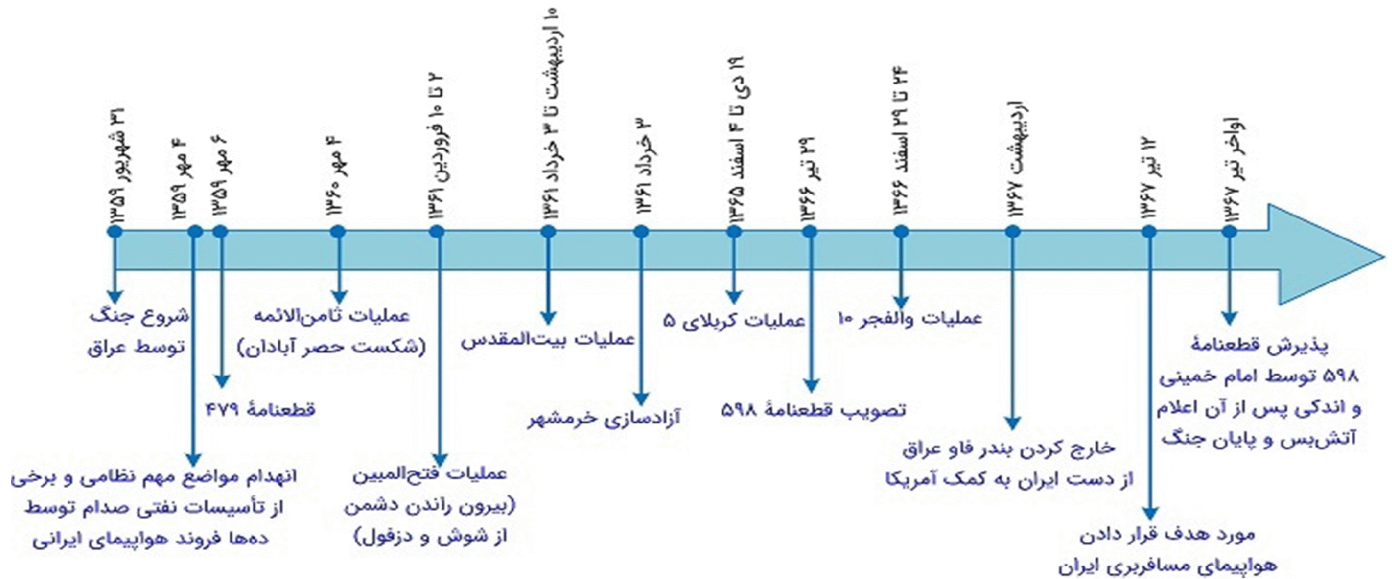 ۳۱ شهریور ۱۳۵۹
شروع جنگ
توسط عراق
۴ مهر ۱۳۵۹
انهدام مواضع مهم نظامی و برخی
از تأسیسات نفتی صدام توسط
ده‌ها فروند هواپیمای ایرانی
۶ مهر ۱۳۵۹
قطعنامهٔ ۴۷۹
۴ مهر ۱۳۶۰
عملیات ثامن‌الائمه
(شکست حصر آبادان)
۲ تا ۱۰ فروردین ۱۳۶۱
عملیات فتح‌المبین
(بیرون راندن دشمن
از شوش و دزفول)
۱۰ اردیبهشت تا ۳ خرداد ۱۳۶۱
عملیات بیت‌المقدس
۳ خرداد ۱۳۶۱
آزادسازی خرمشهر
۱۹ دی تا ۴ اسفند ۱۳۶۵
عملیات کربلای ۵
۲۹ تیر ۱۳۶۶
تصویب قطعنامهٔ ۵۹۸
۲۴ تا ۲۹ اسفند ۱۳۶۶
عملیات والفجر ۱۰
اردیبهشت ۱۳۶۷
خارج کردن بندر فاو عراق
از دست ایران به کمک آمریکا
۱۲ تیر ۱۳۶۷
مورد هدف قرار دادن
هواپیمای مسافربری ایران
اواخر تیر ۱۳۶۷
پذیرش قطعنامهٔ
۵۹۸ توسط امام خمینی
و اندکی پس از آن اعلام
آتش‌بس و پایان جنگ